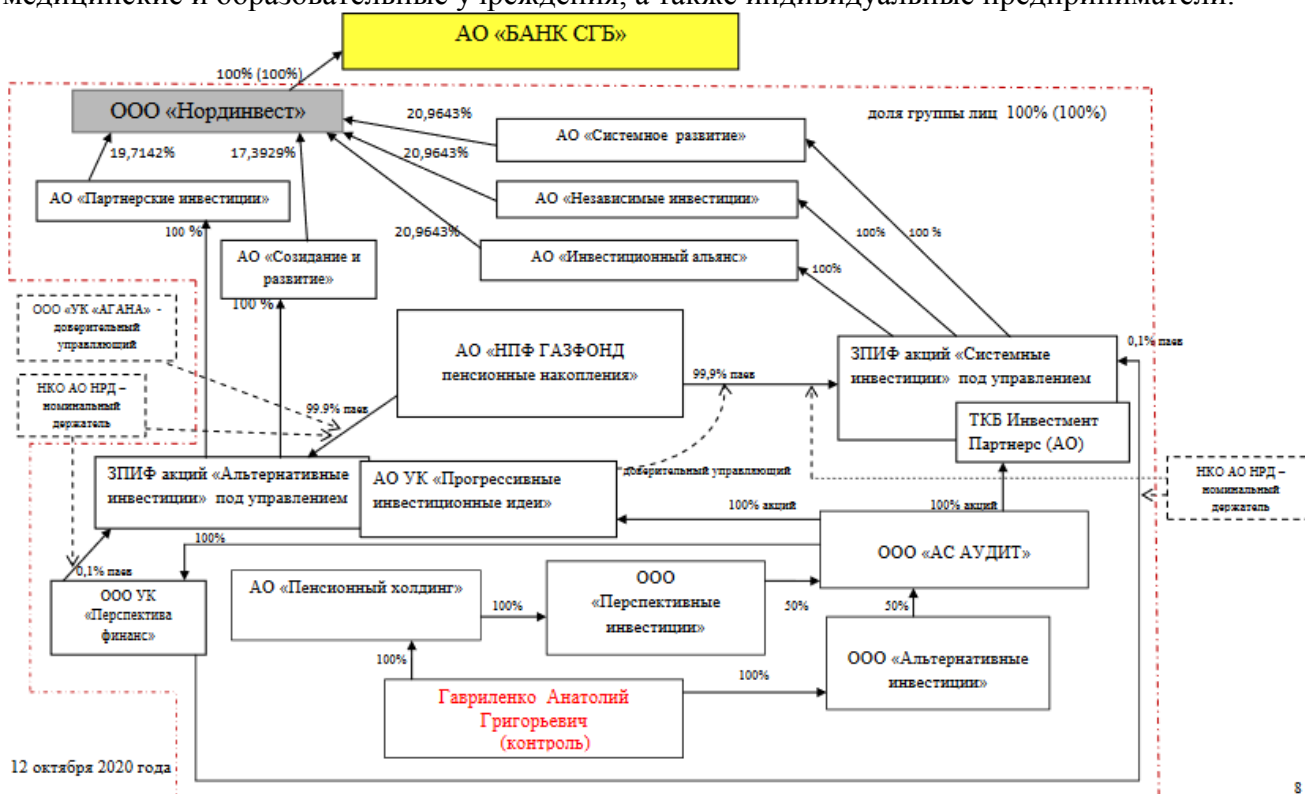 медицинские и образовательные учреждения, а также индивидуальные предприниматели.
АО «БАНК СГБ»
100% (100%)
ООО «Нординвест»
доля группы лиц 100% (100%)
20,9643%
АО «Системное развитие»
19,7142%
17,3929%
20,9643%
АО «Партнерские инвестиции»
АО «Независимые инвестиции»
100 %
20,9643%
100%
100 %
АО «Созидание и
развитие»
АО «Инвестиционный альянс»
100%
100 %
ООО «УК «АГАНА» -
доверительный
управляющий
АО «НПФ ГАЗФОНД
пенсионные накопления»
ЗПИФ акций «Системные
инвестиции» под управлением
0,1% паев
99,9% паев
НКО АО НРД –
номинальный
держатель
99.9% паев
ТКБ Инвестмент
Партнерс (АО)
ЗПИФ акций «Альтернативные
инвестиции» под управлением
АО УК «Прогрессивные
инвестиционные идеи»
доверительный управляющий
НКО АО НРД –
номинальный
держатель
100% акций
100% акций
100%
ООО «АС АУДИТ»
0,1% паев
ООО УК
«Перспектива
финанс»
АО «Пенсионный холдинг»
100%
ООО
«Перспективные
инвестиции»
50%
50%
100%
100%
ООО «Альтернативные
инвестиции»
Гавриленко Анатолий
Григорьевич
(контроль)
12 октября 2020 года
8